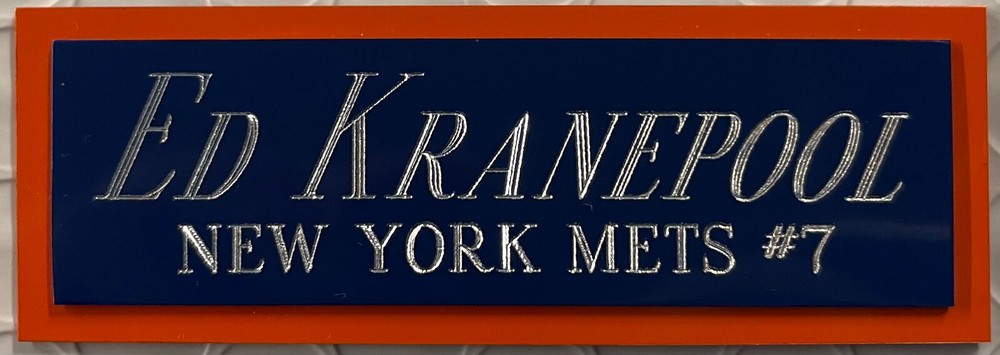 Ed Kranepool
NEW YORK METS #7